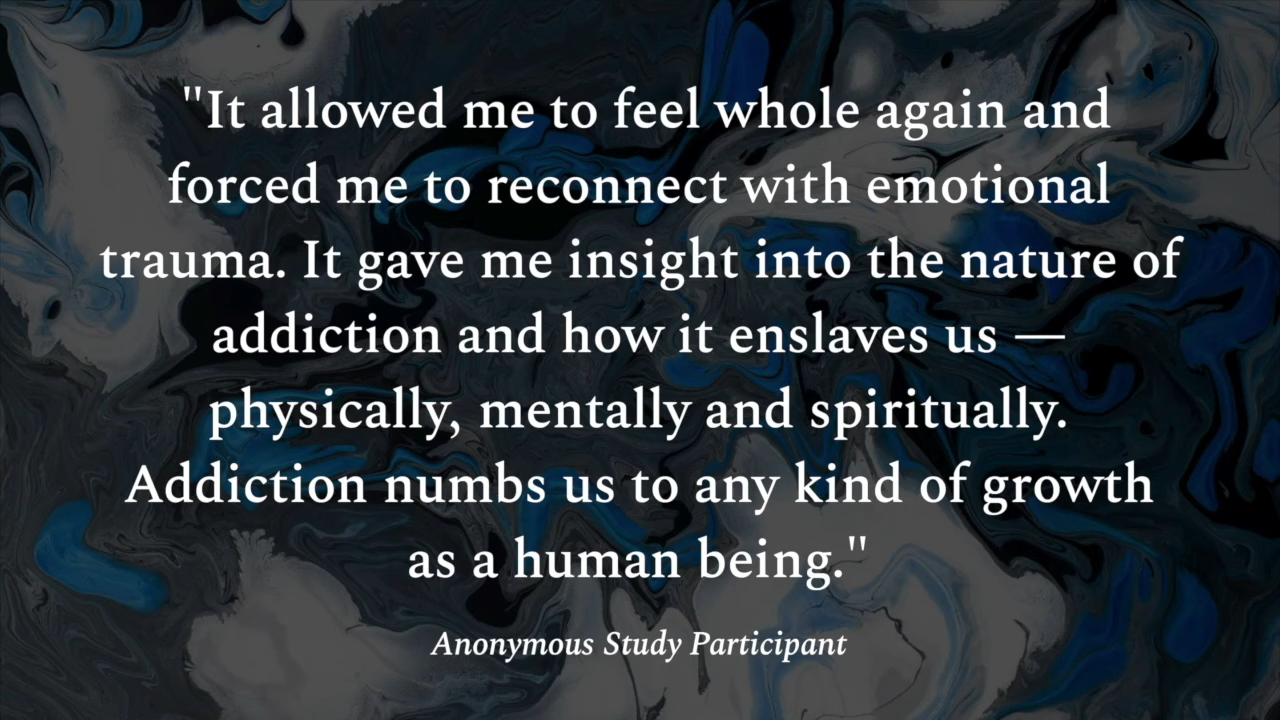 "It allowed me to feel whole again and
forced me to reconnect with emotional
trauma. It gave me insight into the nature of
addiction and how it enslaves us —
physically, mentally and spiritually.
Addiction numbs us to any kind of growth
as a human being."
Anonymous Study Participant